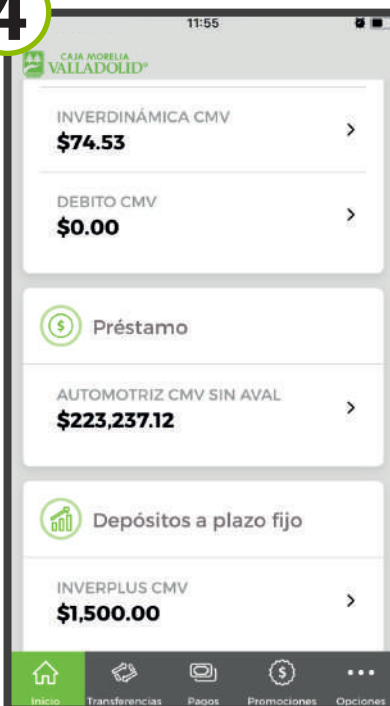 4
11:55
CAJA MORELIA
VALLADOLID®
INVERDINÁMICA CMV
$74.53
DEBITO CMV
$0.00
Préstamo
AUTOMOTRIZ CMV SIN AVAL
$223,237.12
Depósitos a plazo fijo
INVERPLUS CMV
$1,500.00
Inicio Transferencias Pagos Promociones Opciones